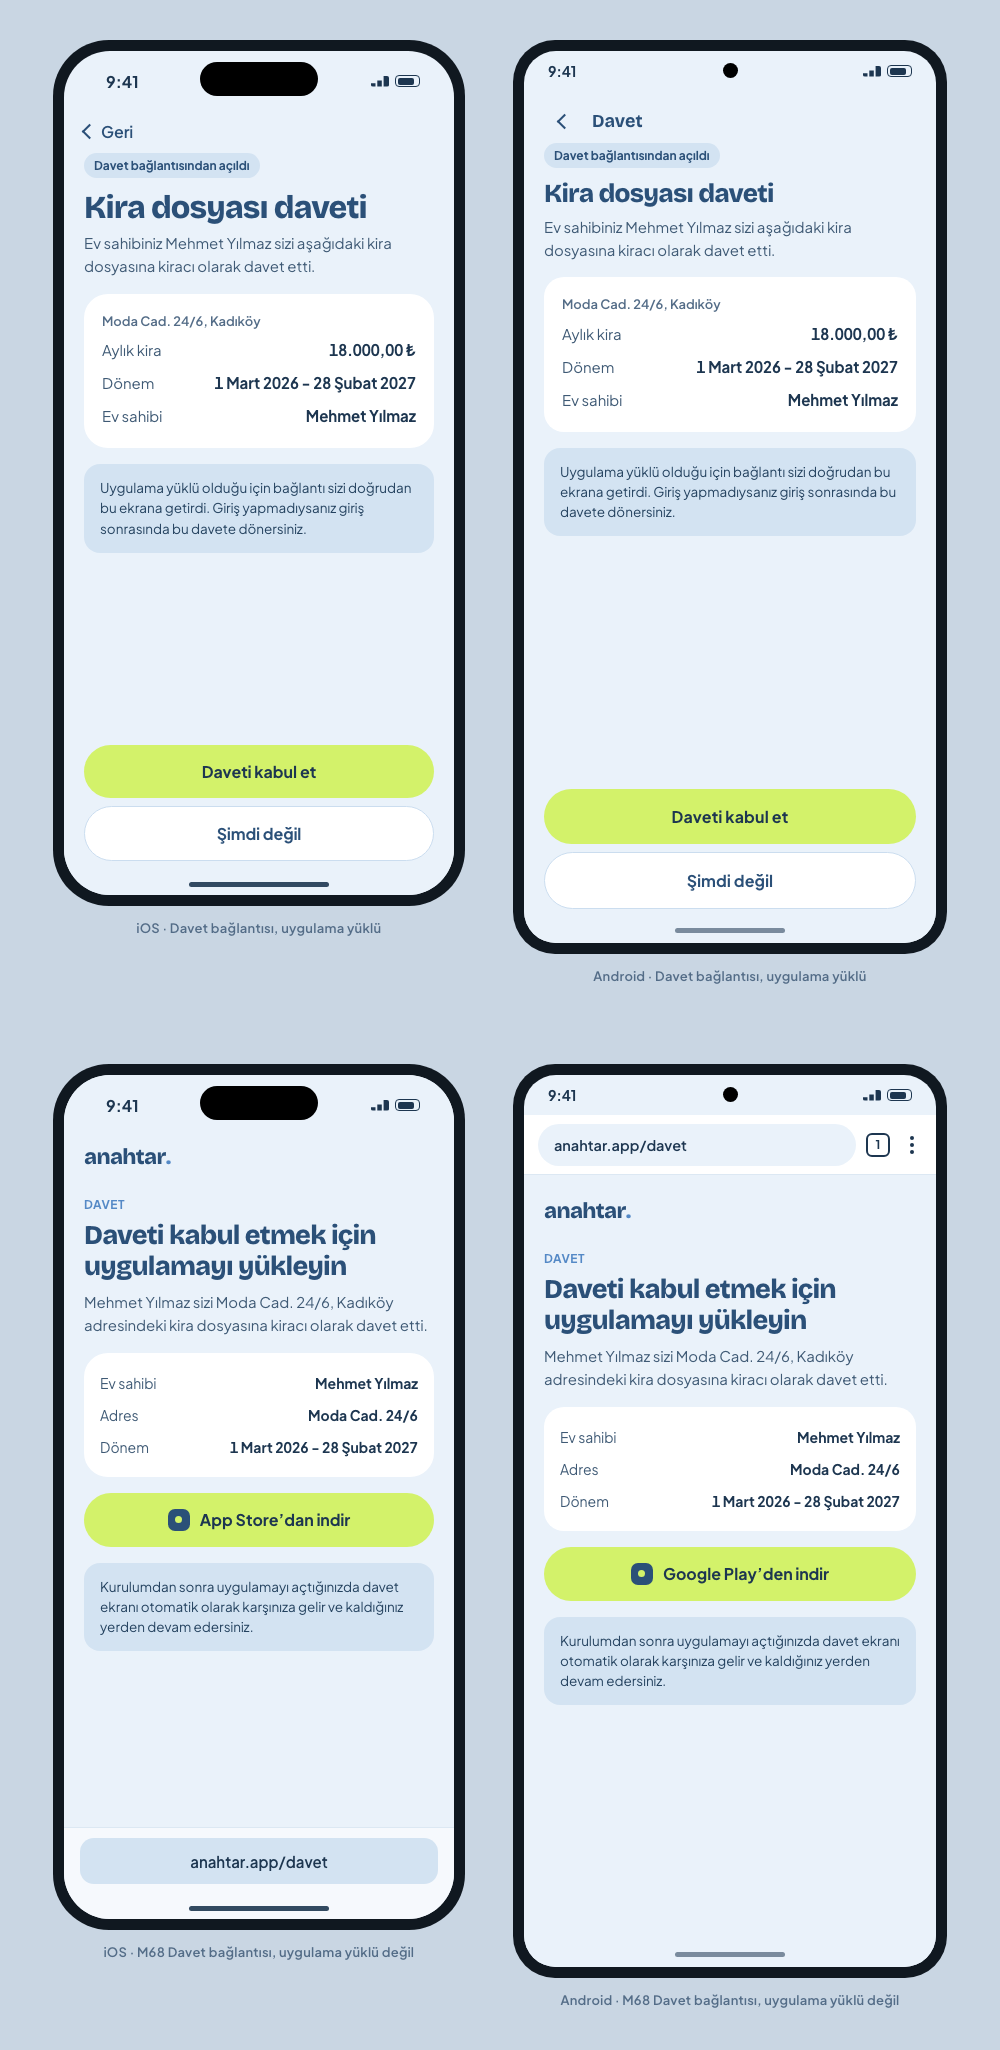 9:41
Geri
Davet bağlantısından açıldı
Kira dosyası daveti
Ev sahibiniz Mehmet Yılmaz sizi aşağıdaki kira
dosyasına kiracı olarak davet etti.
Moda Cad. 24/6, Kadıköy
Aylık kira 18.000,00 ₺
Dönem 1 Mart 2026 – 28 Şubat 2027
Ev sahibi Mehmet Yılmaz
Uygulama yüklü olduğu için bağlantı sizi doğrudan
bu ekrana getirdi. Giriş yapmadıysanız giriş
sonrasında bu davete dönersiniz.
Daveti kabul et
Şimdi değil
iOS · Davet bağlantısı, uygulama yüklü
9:41
Davet
Davet bağlantısından açıldı
Kira dosyası daveti
Ev sahibiniz Mehmet Yılmaz sizi aşağıdaki kira
dosyasına kiracı olarak davet etti.
Moda Cad. 24/6, Kadıköy
Aylık kira 18.000,00 ₺
Dönem 1 Mart 2026 – 28 Şubat 2027
Ev sahibi Mehmet Yılmaz
Uygulama yüklü olduğu için bağlantı sizi doğrudan bu
ekrana getirdi. Giriş yapmadıysanız giriş sonrasında bu
davete dönersiniz.
Daveti kabul et
Şimdi değil
Android · Davet bağlantısı, uygulama yüklü
9:41
anahtar.
DAVET
Daveti kabul etmek için
uygulamayı yükleyin
Mehmet Yılmaz sizi Moda Cad. 24/6, Kadıköy
adresindeki kira dosyasına kiracı olarak davet etti.
Ev sahibi Mehmet Yılmaz
Adres Moda Cad. 24/6
Dönem 1 Mart 2026 – 28 Şubat 2027
App Store’dan indir
Kurulumdan sonra uygulamayı açtığınızda davet
ekranı otomatik olarak karşınıza gelir ve kaldığınız
yerden devam edersiniz.
anahtar.app/davet
iOS · M68 Davet bağlantısı, uygulama yüklü değil
9:41
anahtar.app/davet 1
anahtar.
DAVET
Daveti kabul etmek için
uygulamayı yükleyin
Mehmet Yılmaz sizi Moda Cad. 24/6, Kadıköy
adresindeki kira dosyasına kiracı olarak davet etti.
Ev sahibi Mehmet Yılmaz
Adres Moda Cad. 24/6
Dönem 1 Mart 2026 – 28 Şubat 2027
Google Play’den indir
Kurulumdan sonra uygulamayı açtığınızda davet ekranı
otomatik olarak karşınıza gelir ve kaldığınız yerden
devam edersiniz.
Android · M68 Davet bağlantısı, uygulama yüklü değil